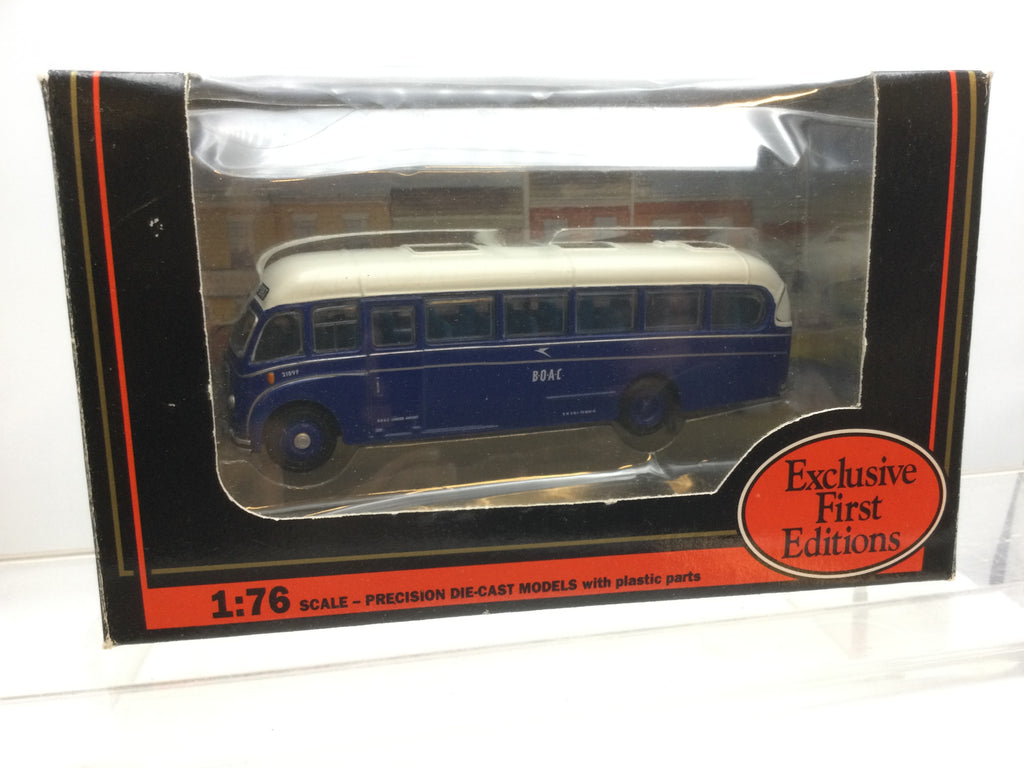 B·O·A·C
Exclusive
First
Editions
1:76 SCALE – PRECISION DIE-CAST MODELS with plastic parts